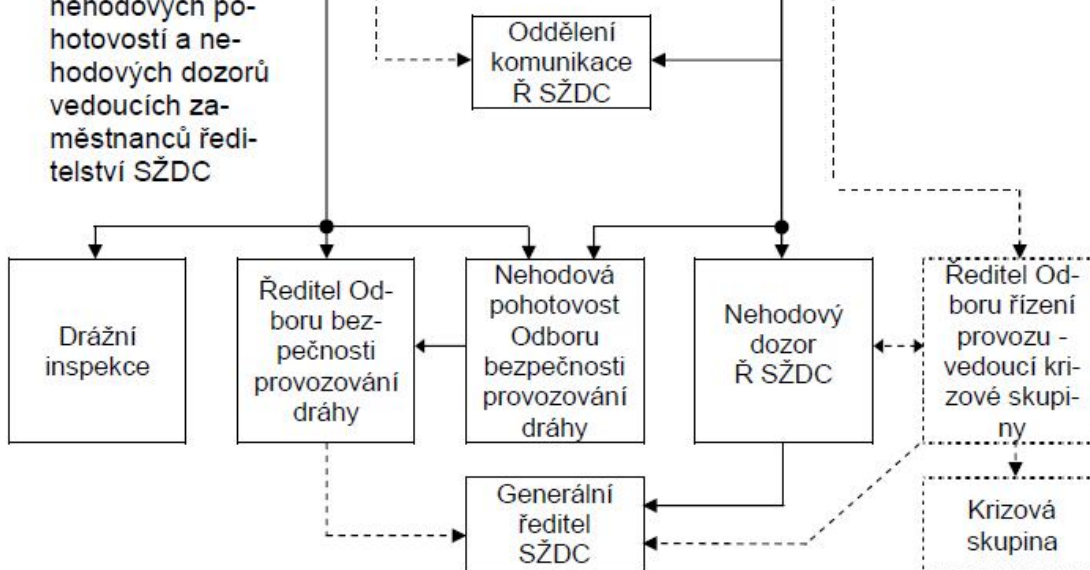 nehodových po-
hotovostí a ne-
hodových dozorů
vedoucích za-
městnanců ředi-
telství SŽDC
Oddělení
komunikace
Ř SŽDC
Drážní
inspekce
Ředitel Od-
boru bez-
pečnosti
provozování
dráhy
Nehodová
pohotovost
Odboru
bezpečnosti
provozování
dráhy
Nehodový
dozor
Ř SŽDC
Ředitel Od-
boru řízení
provozu -
vedoucí kri-
zové skupi-
ny
Generální
ředitel
SŽDC
Krizová
skupina